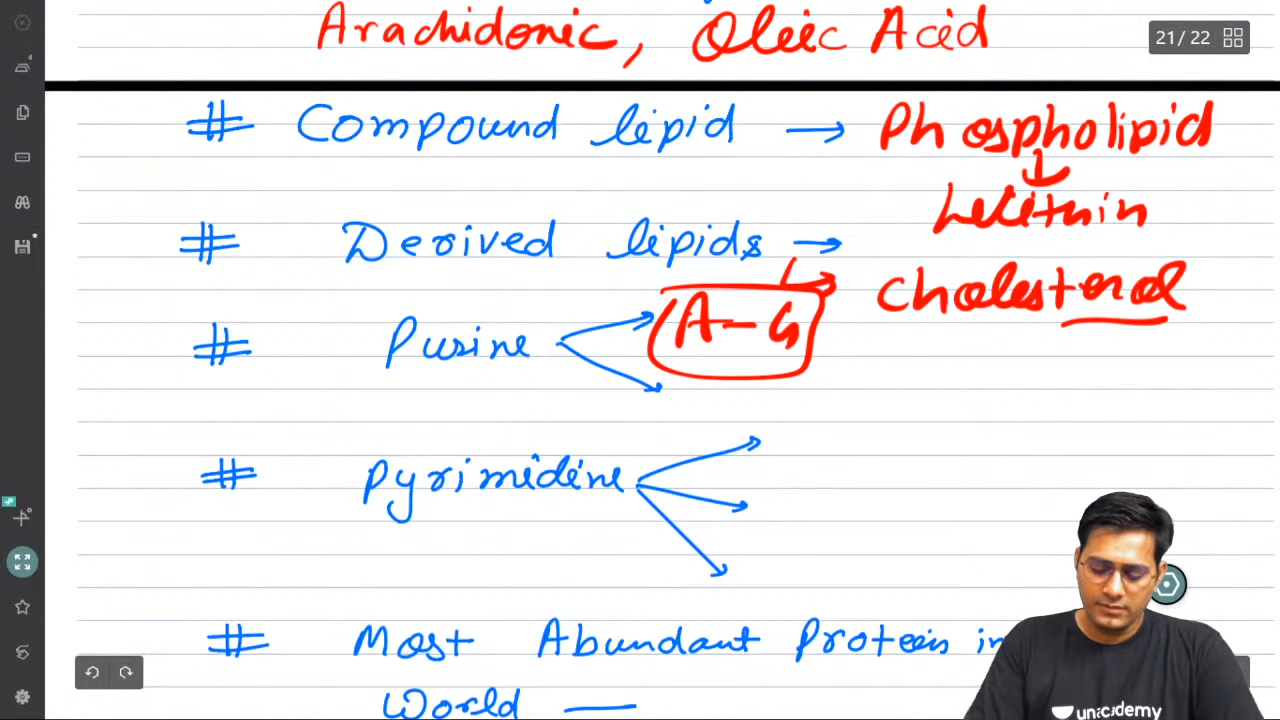 Arachidonic, Oleic Acid
21/22
# Compound lipid → Phospholipid
↓
Lecithin
# Derived lipids →
→ Cholesterol
# Purine
A – G
# Pyrimidine
# Most Abundant Protein in
World —
unacademy